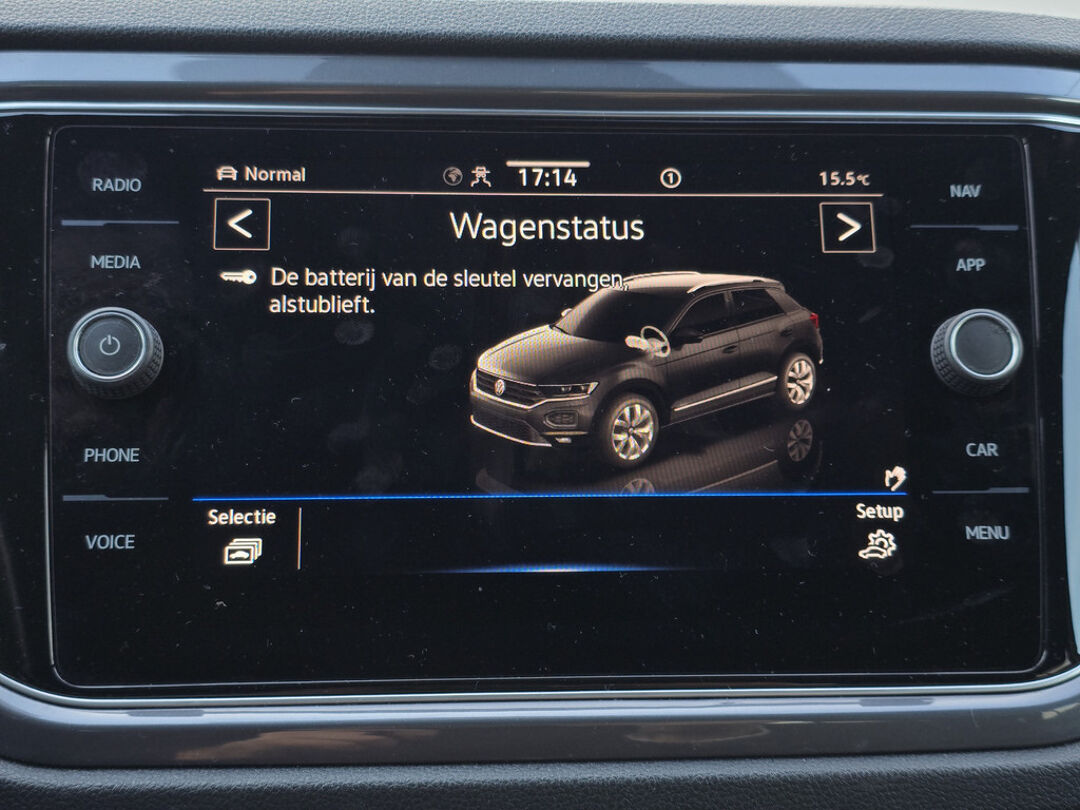 RADIO
MEDIA
PHONE
VOICE
Normal
17:14
1
15.5°C
Wagenstatus
De batterij van de sleutel vervangen,
alstublieft.
Selectie
Setup
NAV
APP
CAR
MENU